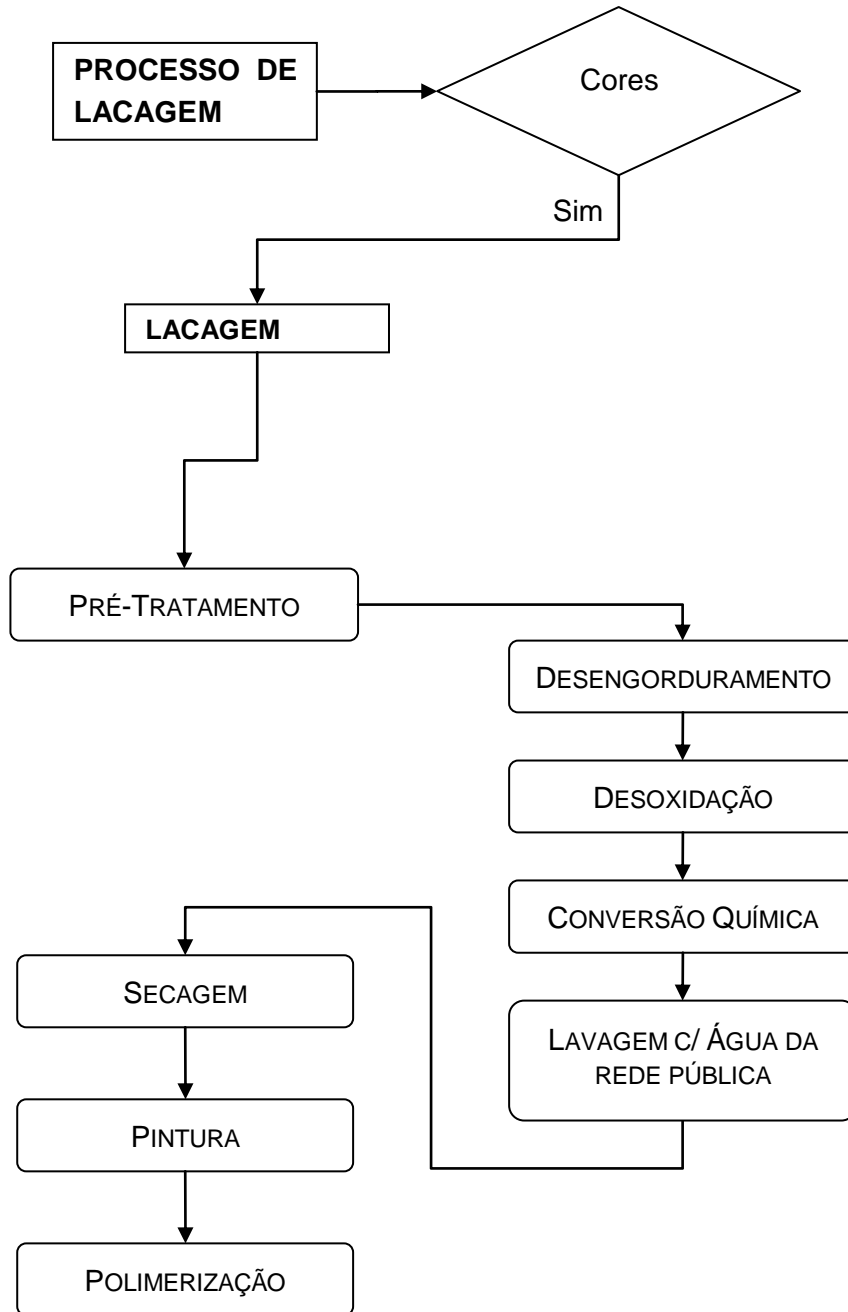 PROCESSO DE
LACAGEM
Cores
Sim
LACAGEM
PRÉ-TRATAMENTO
DESENGORDURAMENTO
DESOXIDAÇÃO
CONVERSÃO QUÍMICA
LAVAGEM C/ ÁGUA DA
REDE PÚBLICA
SECAGEM
PINTURA
POLIMERIZAÇÃO